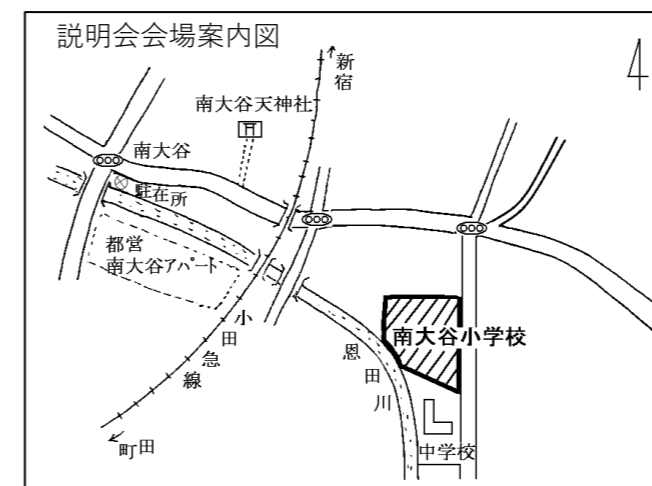 説明会会場案内図
新宿
南大谷天神社
南大谷
駐在所
都営
南大谷アパート
小田急線
南大谷小学校
恩田川
中学校
町田